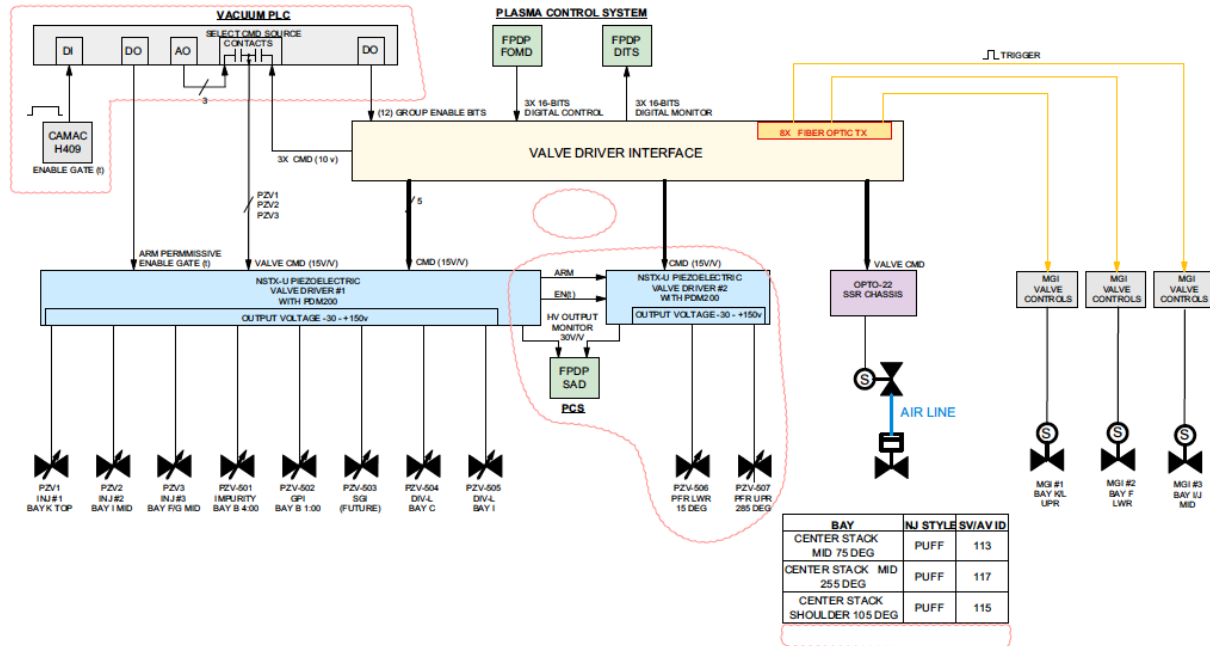 VACUUM PLC
SELECT CMD SOURCE
CONTACTS
DI
DO
AO
DO
3
CAMAC
H409
ENABLE GATE (t)
PLASMA CONTROL SYSTEM
FPDP
FOMD
FPDP
DITS
(12) GROUP ENABLE BITS
3X 16-BITS
DIGITAL CONTROL
3X 16-BITS
DIGITAL MONITOR
TRIGGER
8X FIBER OPTIC TX
VALVE DRIVER INTERFACE
3X CMD (10 v)
PZV1
PZV2
PZV3
5
ARM PERMMISSIVE
ENABLE GATE (t)
VALVE CMD (15V/V)
CMD (15V/V)
CMD (15V/V)
VALVE CMD
NSTX-U PIEZOELECTRIC
VALVE DRIVER #1
WITH PDM200
OUTPUT VOLTAGE -30 - +150v
ARM
EN(t)
HV OUTPUT
MONITOR
30V/V
NSTX-U PIEZOELECTRIC
VALVE DRIVER #2
WITH PDM200
OUTPUT VOLTAGE -30 - +150v
FPDP
SAD
PCS
OPTO-22
SSR CHASSIS
S
AIR LINE
MGI
VALVE
CONTROLS
MGI
VALVE
CONTROLS
MGI
VALVE
CONTROLS
S
S
S
PZV1
INJ #1
BAY K TOP
PZV2
INJ #2
BAY I MID
PZV3
INJ #3
BAY F/G MID
PZV-501
IMPURITY
BAY B 4:00
PZV-502
GPI
BAY B 1:00
PZV-503
SGI
(FUTURE)
PZV-504
DIV-L
BAY C
PZV-505
DIV-L
BAY I
PZV-506
PFR LWR
15 DEG
PZV-507
PFR UPR
285 DEG
MGI #1
BAY K/L
UPR
MGI #2
BAY F
LWR
MGI #3
BAY I/J
MID
BAY NJ STYLE SV/AV ID
CENTER STACK
MID 75 DEG PUFF 113
CENTER STACK MID
255 DEG PUFF 117
CENTER STACK
SHOULDER 105 DEG PUFF 115